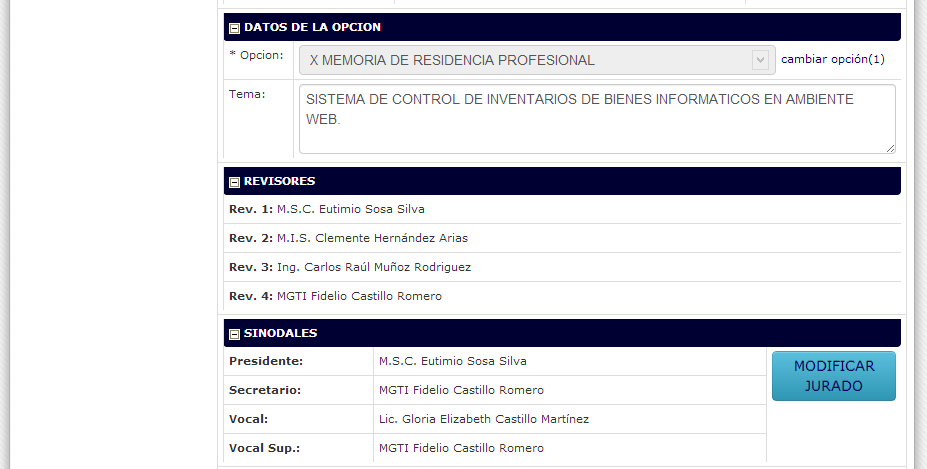 DATOS DE LA OPCION
* Opcion: X MEMORIA DE RESIDENCIA PROFESIONAL cambiar opción(1)
Tema: SISTEMA DE CONTROL DE INVENTARIOS DE BIENES INFORMATICOS EN AMBIENTE
WEB.
REVISORES
Rev. 1: M.S.C. Eutimio Sosa Silva
Rev. 2: M.I.S. Clemente Hernández Arias
Rev. 3: Ing. Carlos Raúl Muñoz Rodriguez
Rev. 4: MGTI Fidelio Castillo Romero
SINODALES
Presidente: M.S.C. Eutimio Sosa Silva
Secretario: MGTI Fidelio Castillo Romero
Vocal: Lic. Gloria Elizabeth Castillo Martínez
Vocal Sup.: MGTI Fidelio Castillo Romero
MODIFICAR
JURADO